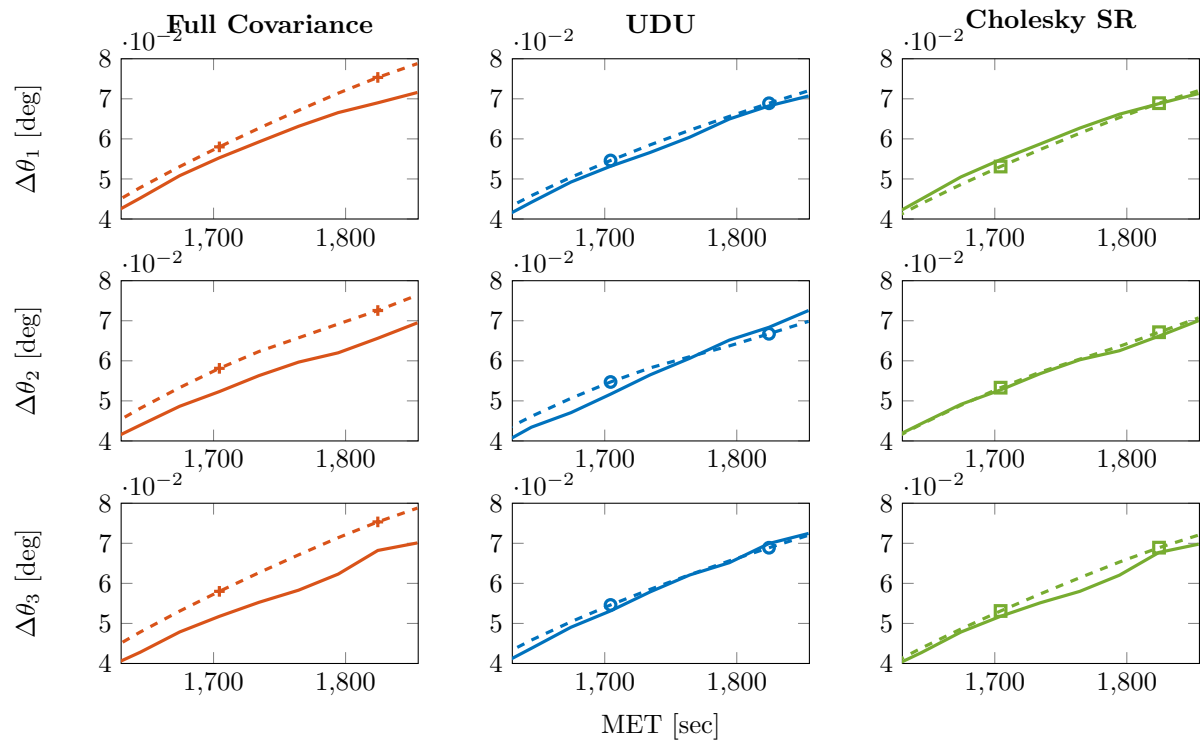 Full Covariance UDU Cholesky SR
·10⁻² ·10⁻² ·10⁻²
8 8 8
7 7 7
6 6 6
5 5 5
4 4 4
Δθ₁ [deg]
1,700 1,800 1,700 1,800 1,700 1,800
·10⁻² ·10⁻² ·10⁻²
8 8 8
7 7 7
6 6 6
5 5 5
4 4 4
Δθ₂ [deg]
1,700 1,800 1,700 1,800 1,700 1,800
·10⁻² ·10⁻² ·10⁻²
8 8 8
7 7 7
6 6 6
5 5 5
4 4 4
Δθ₃ [deg]
1,700 1,800 1,700 1,800 1,700 1,800
MET [sec]